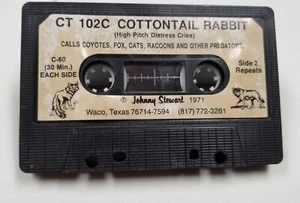 CT 102C COTTONTAIL RABBIT
(High Pitch Distress Cries)
CALLS COYOTES, FOX, CATS, RACOONS AND OTHER PREDATORS
C-60
(30 Min.)
EACH SIDE
Side 2
Repeats
℗ Johnny Stewart 1971
Waco, Texas 76714-7594 (817) 772-3261